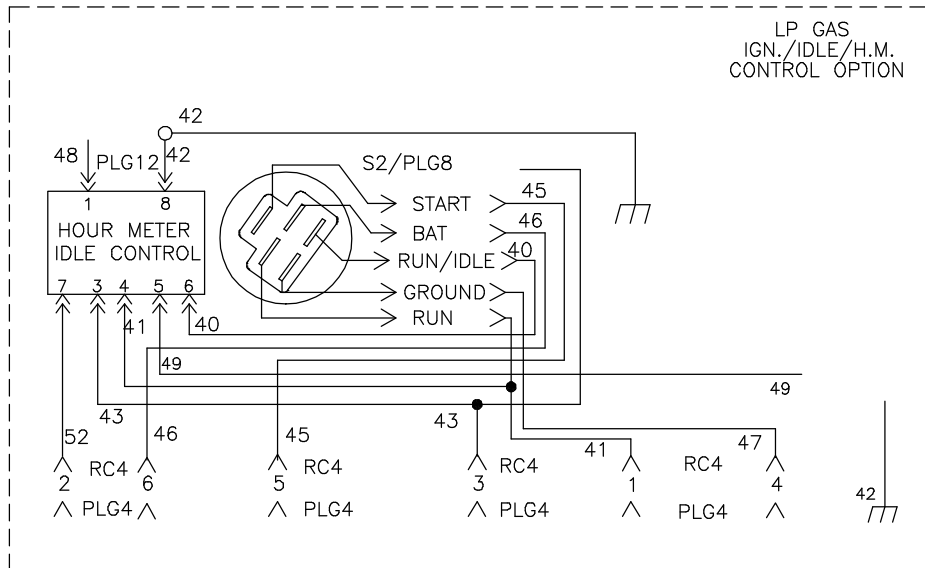 LP GAS
IGN./IDLE/H.M.
CONTROL OPTION
42
48 PLG12 42
S2/PLG8
1 8
HOUR METER
IDLE CONTROL
7 3 4 5 6
START 45
BAT 46
RUN/IDLE 40
GROUND
RUN
41 40
49
49
43 43
52 46 45 41 47
2 RC4 6
PLG4
5 RC4
PLG4
3 RC4
PLG4
1 RC4 4
PLG4
42